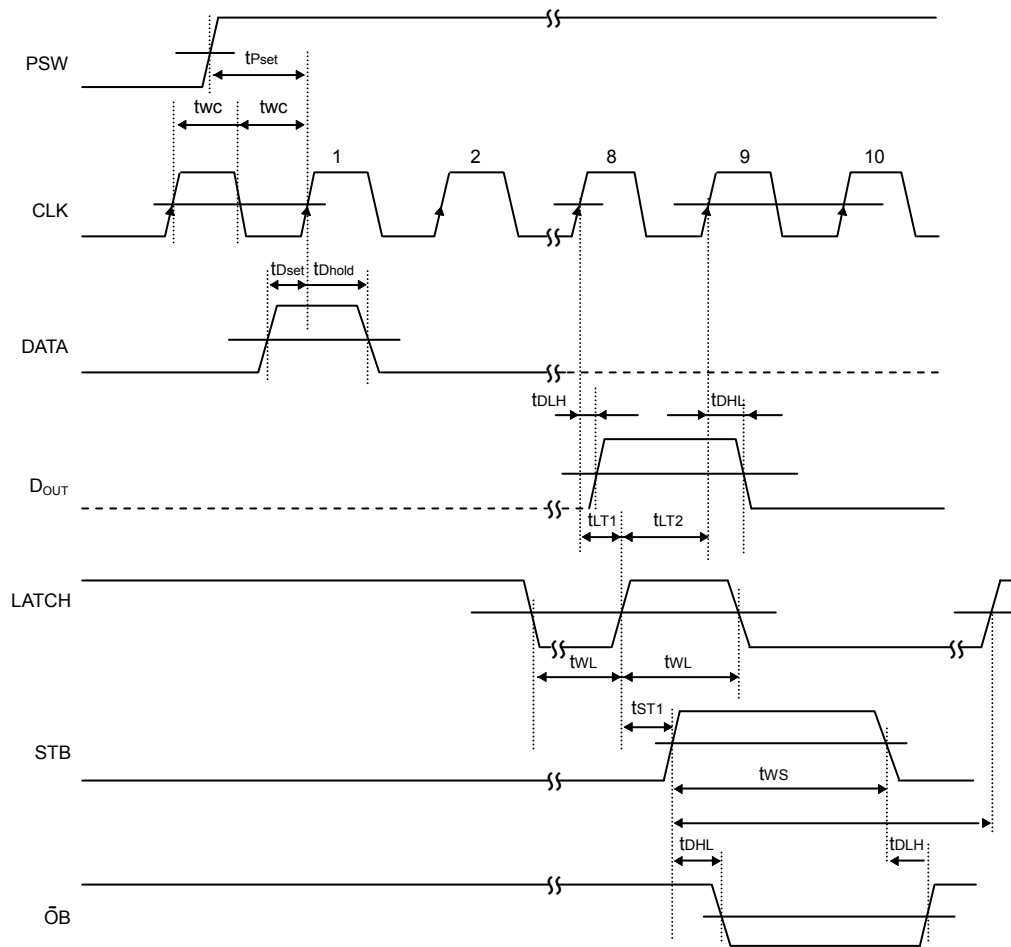 PSW
tPset
twc twc
1 2 8 9 10
CLK
tDset tDhold
DATA
tDLH tDHL
DOUT
tLT1 tLT2
LATCH
tWL tWL
tST1
STB
tWS
tDHL tDLH
ŌB